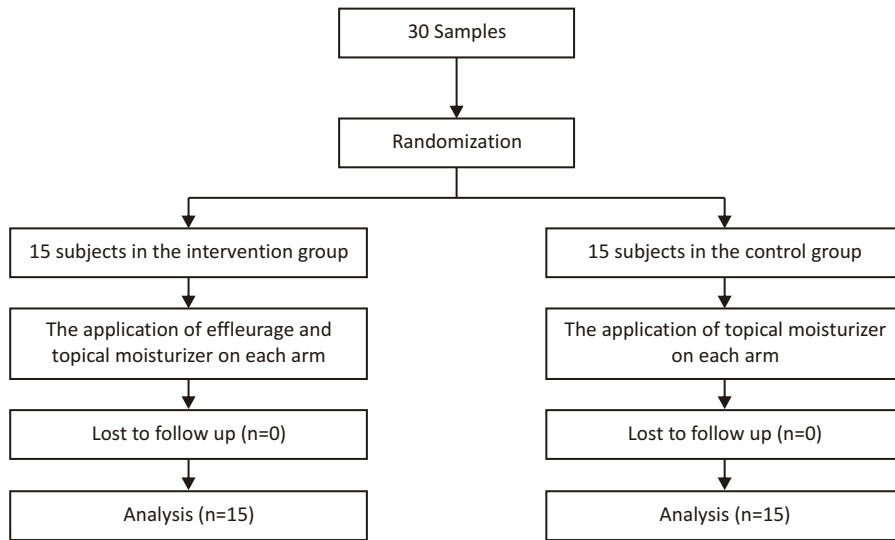 30 Samples
Randomization
15 subjects in the intervention group
15 subjects in the control group
The application of effleurage and
topical moisturizer on each arm
The application of topical moisturizer
on each arm
Lost to follow up (n=0)
Lost to follow up (n=0)
Analysis (n=15)
Analysis (n=15)